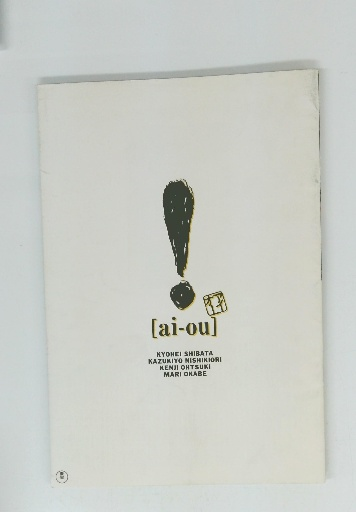 !
[ai-ou]
KYOHEI SHIBATA
KAZUKIYO NISHIKIORI
KENJI OHTSUKI
MARI OKABE